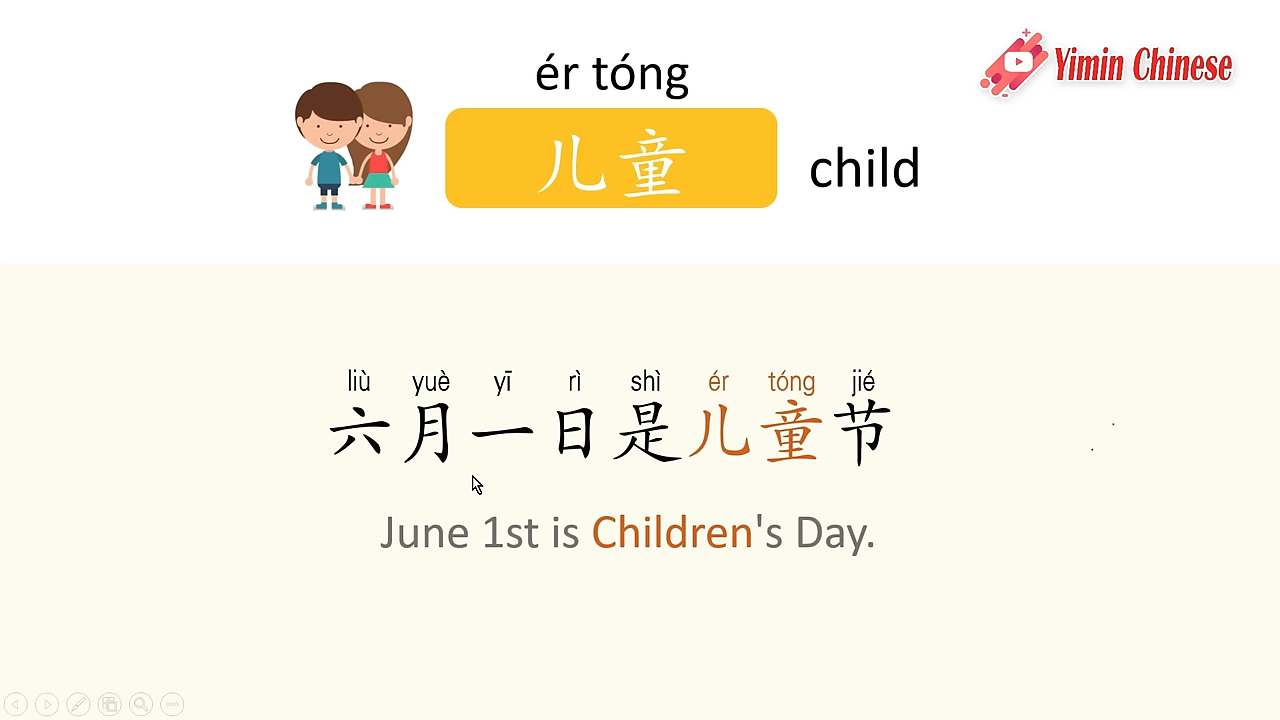 Yimin Chinese
ér tóng
儿童
child
liù yuè yī rì shì ér tóng jié
六月一日是儿童节
June 1st is Children's Day.